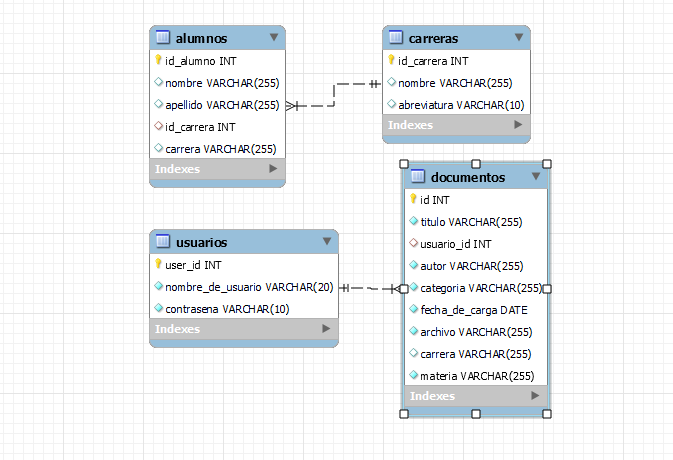 alumnos
id_alumno INT
nombre VARCHAR(255)
apellido VARCHAR(255)
id_carrera INT
carrera VARCHAR(255)
Indexes
carreras
id_carrera INT
nombre VARCHAR(255)
abreviatura VARCHAR(10)
Indexes
usuarios
user_id INT
nombre_de_usuario VARCHAR(20)
contrasena VARCHAR(10)
Indexes
documentos
id INT
titulo VARCHAR(255)
usuario_id INT
autor VARCHAR(255)
categoria VARCHAR(255)
fecha_de_carga DATE
archivo VARCHAR(255)
carrera VARCHAR(255)
materia VARCHAR(255)
Indexes